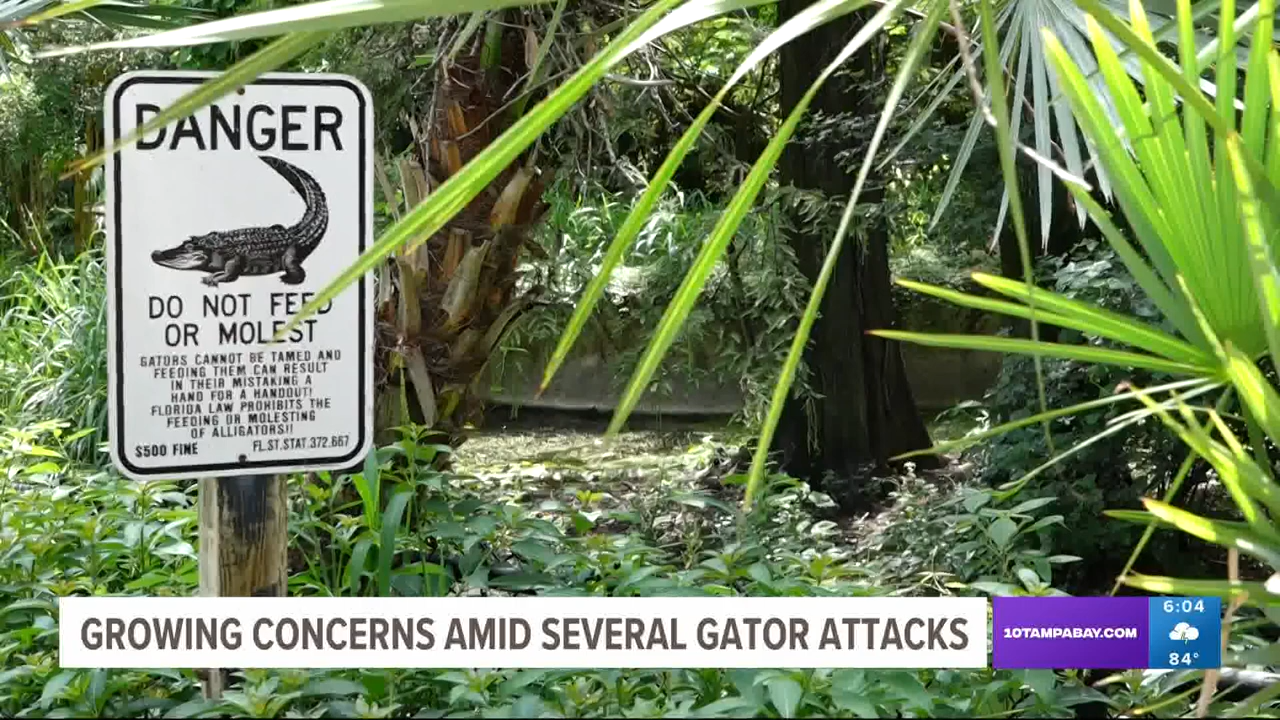 DANGER
DO NOT FEED
OR MOLEST
GATORS CANNOT BE TAMED AND
FEEDING THEM CAN RESULT
IN THEIR MISTAKING A
HAND FOR A HANDOUT!
FLORIDA LAW PROHIBITS THE
FEEDING OR MOLESTING
OF ALLIGATORS!!
$500 FINE FL.ST.STAT.372.667
GROWING CONCERNS AMID SEVERAL GATOR ATTACKS
10TAMPABAY.COM
6:04
84°